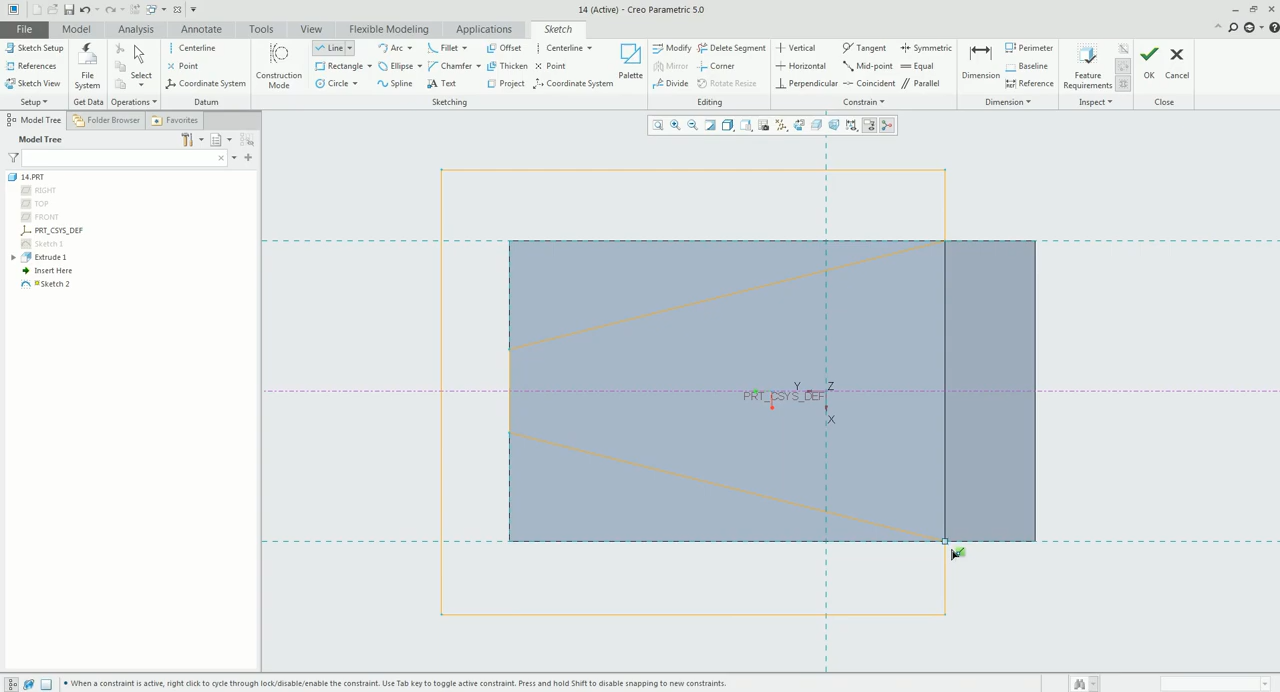 14 (Active) - Creo Parametric 5.0
File Model Analysis Annotate Tools View Flexible Modeling Applications Sketch
Sketch Setup
References
Sketch View
Setup
File System
Get Data
Select
Operations
Centerline
Point
Coordinate System
Datum
Construction Mode
Line Arc Fillet Offset Centerline
Rectangle Ellipse Chamfer Thicken Point
Circle Spline Text Project Coordinate System
Palette
Sketching
Modify Delete Segment
Mirror Corner
Divide Rotate Resize
Editing
Vertical Tangent Symmetric
Horizontal Mid-point Equal
Perpendicular Coincident Parallel
Constrain
Dimension
Perimeter
Baseline
Reference
Dimension
Feature Requirements
Inspect
OK
Cancel
Close
Model Tree Folder Browser Favorites
Model Tree
14.PRT
RIGHT
TOP
FRONT
PRT_CSYS_DEF
Sketch 1
Extrude 1
Insert Here
Sketch 2
Y Z
PRT_CSYS_DEF
X
• When a constraint is active, right click to cycle through lock/disable/enable the constraint. Use Tab key to toggle active constraint. Press and hold Shift to disable snapping to new constraints.